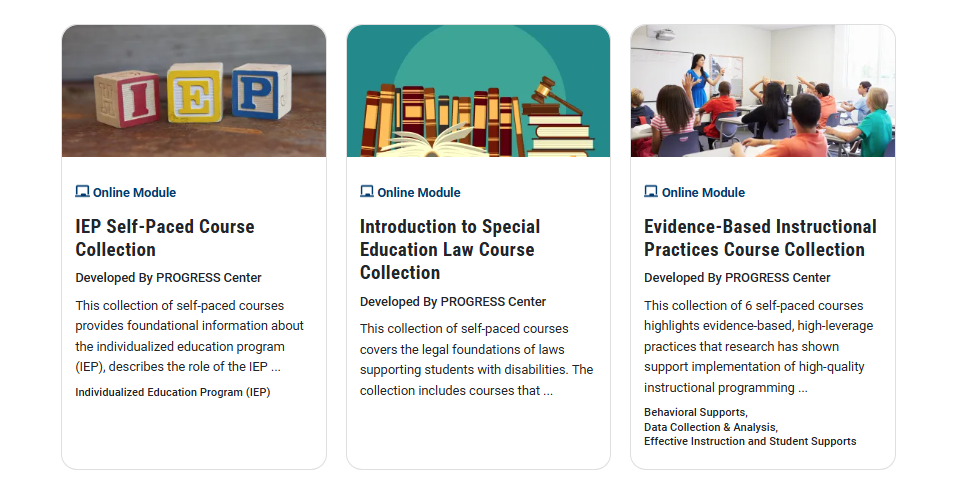 IEP
Online Module
IEP Self-Paced Course
Collection
Developed By PROGRESS Center
This collection of self-paced courses
provides foundational information about
the individualized education program
(IEP), describes the role of the IEP ...
Individualized Education Program (IEP)
Online Module
Introduction to Special
Education Law Course
Collection
Developed By PROGRESS Center
This collection of self-paced courses
covers the legal foundations of laws
supporting students with disabilities. The
collection includes courses that ...
Online Module
Evidence-Based Instructional
Practices Course Collection
Developed By PROGRESS Center
This collection of 6 self-paced courses
highlights evidence-based, high-leverage
practices that research has shown
support implementation of high-quality
instructional programming ...
Behavioral Supports,
Data Collection & Analysis,
Effective Instruction and Student Supports